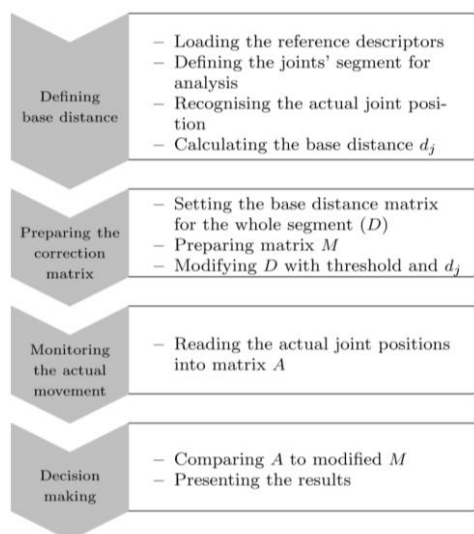 Defining
base distance
– Loading the reference descriptors
– Defining the joints' segment for
analysis
– Recognising the actual joint posi-
tion
– Calculating the base distance d_j
Preparing the
correction
matrix
– Setting the base distance matrix
for the whole segment (D)
– Preparing matrix M
– Modifying D with threshold and d_j
Monitoring
the actual
movement
– Reading the actual joint positions
into matrix A
Decision
making
– Comparing A to modified M
– Presenting the results